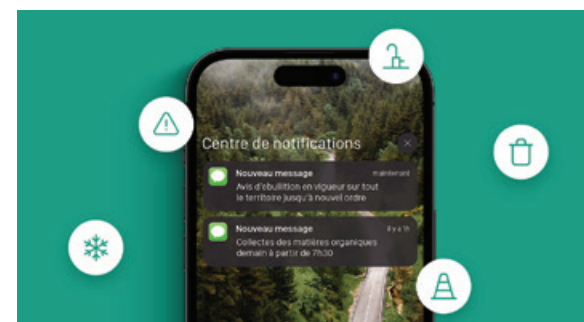 Centre de notifications
Nouveau message
maintenant
Avis d'ébullition en vigueur sur tout
le territoire jusqu'à nouvel ordre
Nouveau message
Il y a 1h
Collectes des matières organiques
demain à partir de 7h30